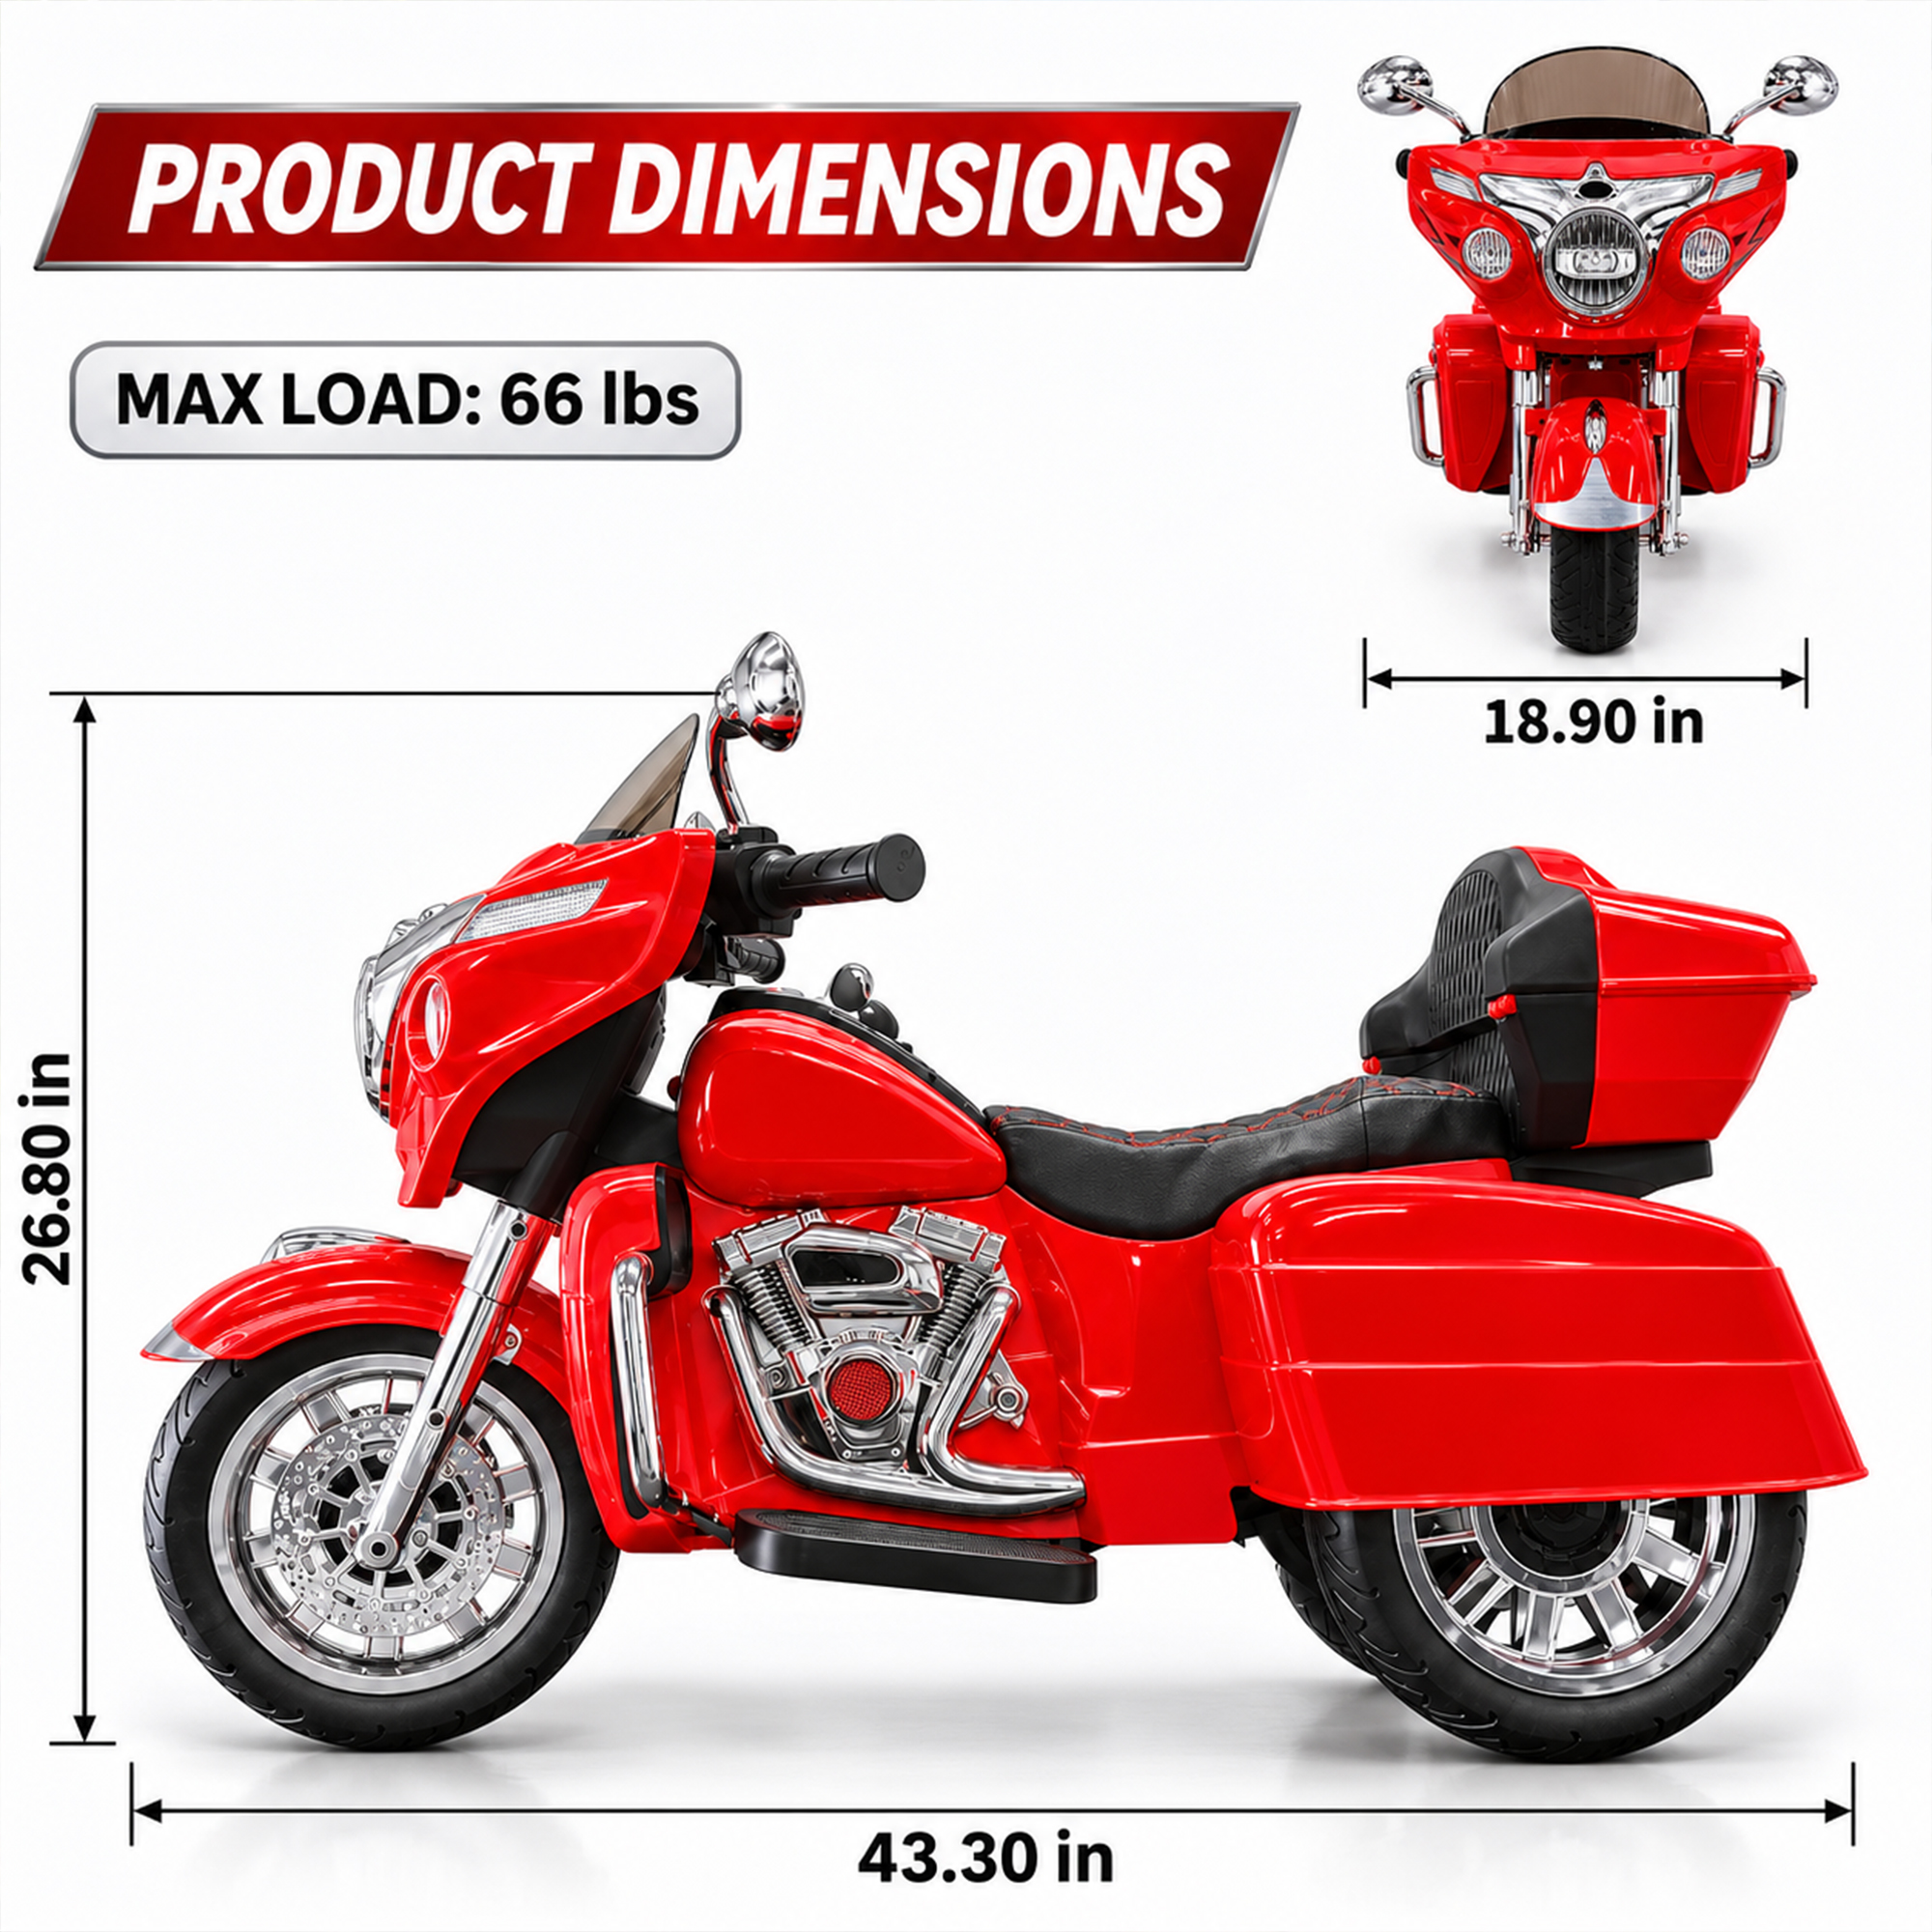 PRODUCT DIMENSIONS
MAX LOAD: 66 lbs
18.90 in
26.80 in
43.30 in